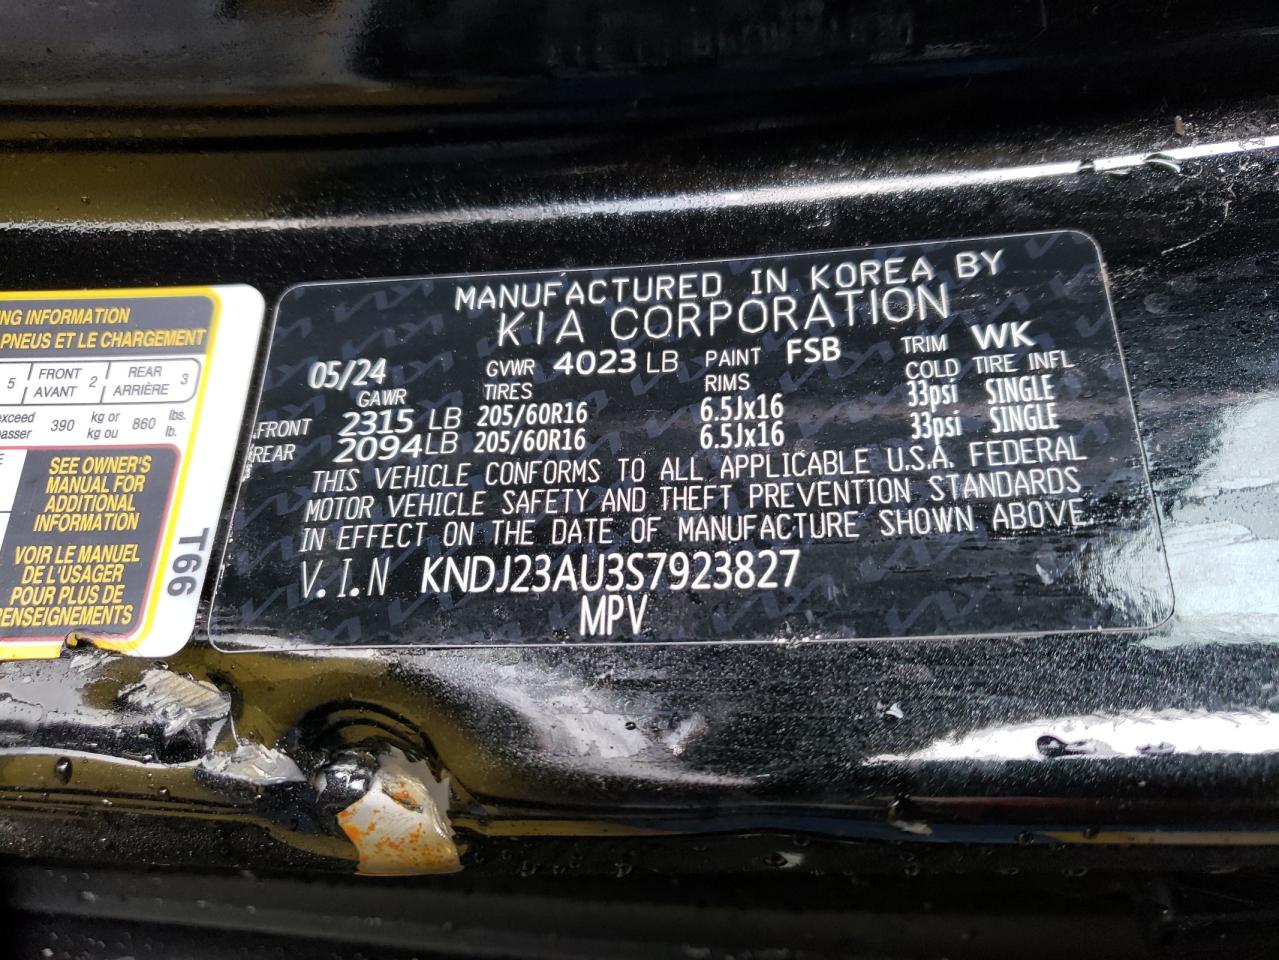 NG INFORMATION
PNEUS ET LE CHARGEMENT
5 FRONT AVANT 2 REAR ARRIÈRE 3
exceed 390 kg or kg ou 860 lbs. lb.
SEE OWNER'S
MANUAL FOR
ADDITIONAL
INFORMATION
VOIR LE MANUEL
DE L'USAGER
POUR PLUS DE
RENSEIGNEMENTS
T66
MANUFACTURED IN KOREA BY
KIA CORPORATION
05/24 GVWR 4023 LB PAINT FSB TRIM WK
GAWR TIRES RIMS COLD TIRE INFL
FRONT 2315 LB 205/60R16 6.5Jx16 33psi SINGLE
REAR 2094LB 205/60R16 6.5Jx16 33psi SINGLE
THIS VEHICLE CONFORMS TO ALL APPLICABLE U.S.A. FEDERAL
MOTOR VEHICLE SAFETY AND THEFT PREVENTION STANDARDS
IN EFFECT ON THE DATE OF MANUFACTURE SHOWN ABOVE.
V.I.N KNDJ23AU3S7923827
MPV